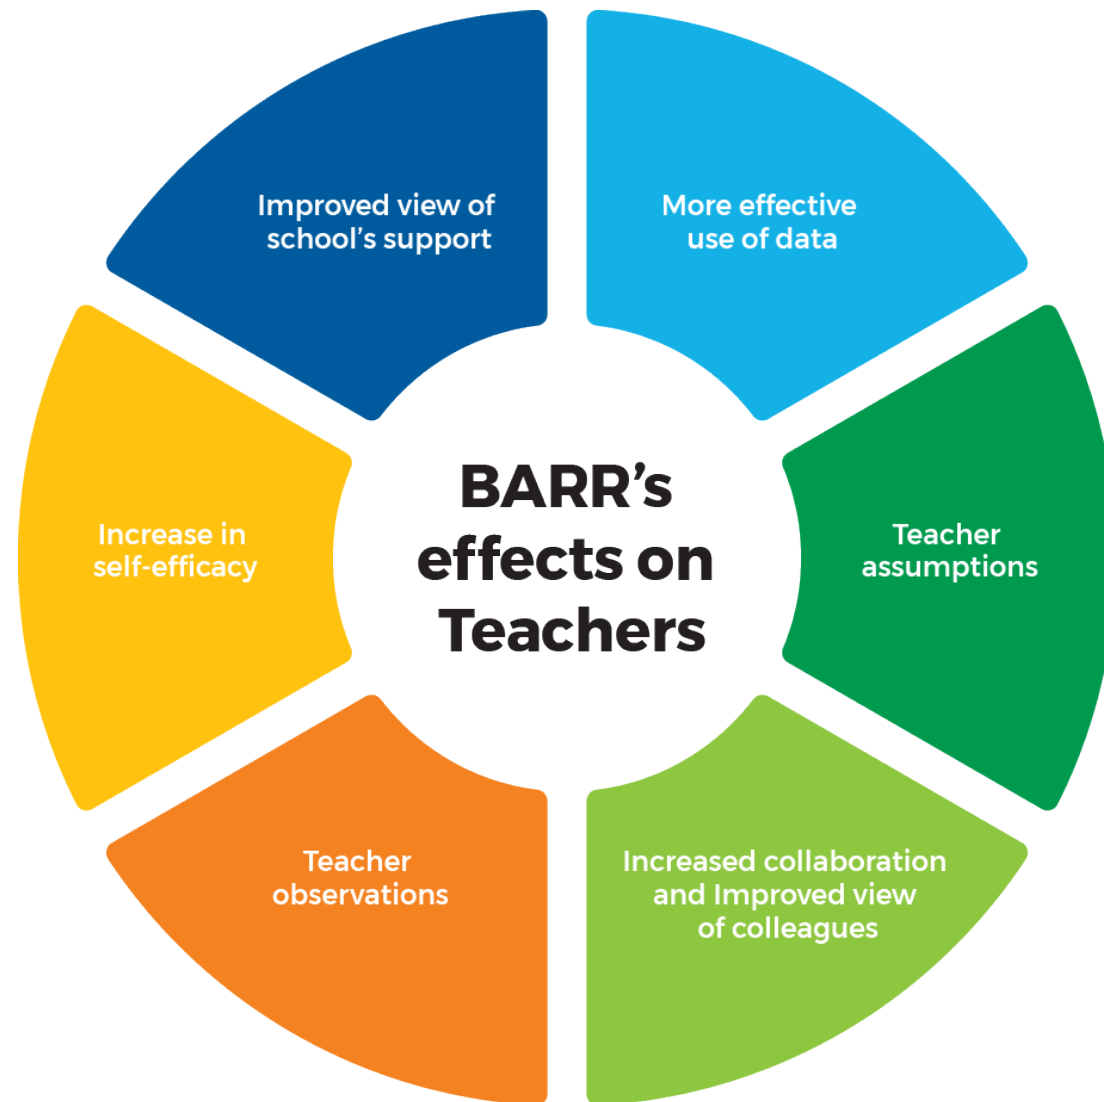 Improved view of
school’s support
More effective
use of data
Increase in
self-efficacy
BARR’s
effects on
Teachers
Teacher
assumptions
Teacher
observations
Increased collaboration
and Improved view
of colleagues